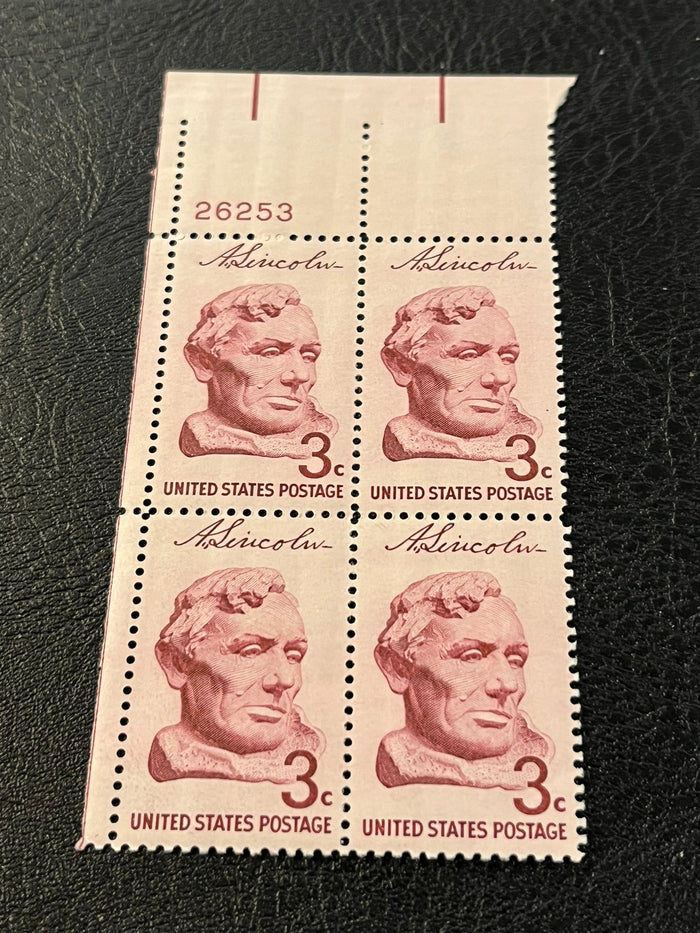 26253
A. Lincoln
A. Lincoln
3c
3c
UNITED STATES POSTAGE
UNITED STATES POSTAGE
A. Lincoln
A. Lincoln
3c
3c
UNITED STATES POSTAGE
UNITED STATES POSTAGE